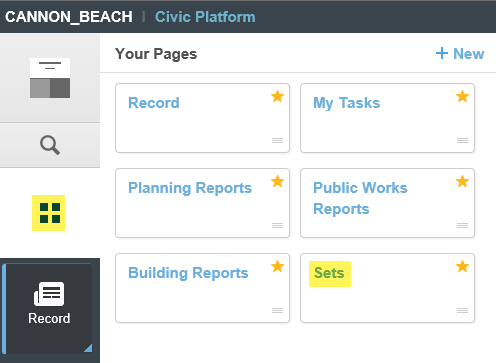 CANNON_BEACH | Civic Platform
Your Pages
+ New
Record
My Tasks
Planning Reports
Public Works
Reports
Building Reports
Sets
Record